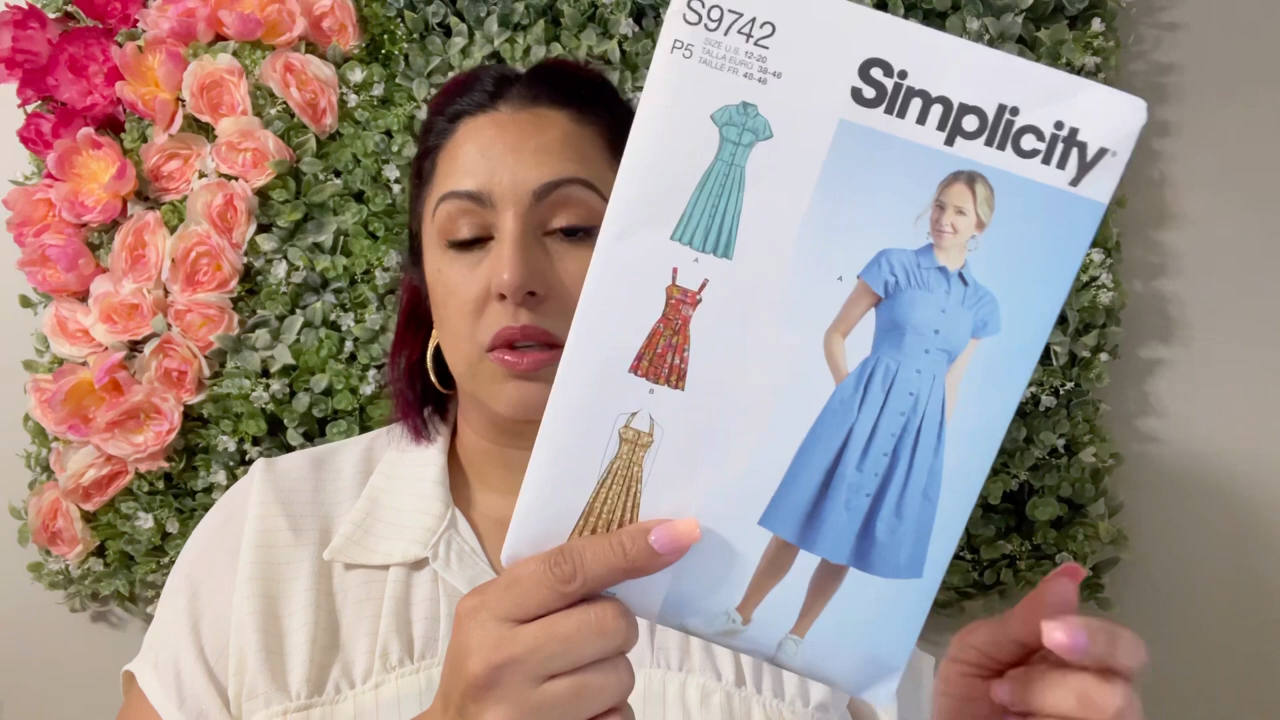 S9742
P5
SIZE U.S. 12-20
TALLA EURO. 38-46
TAILLE FR. 40-48
Simplicity
A
A
B